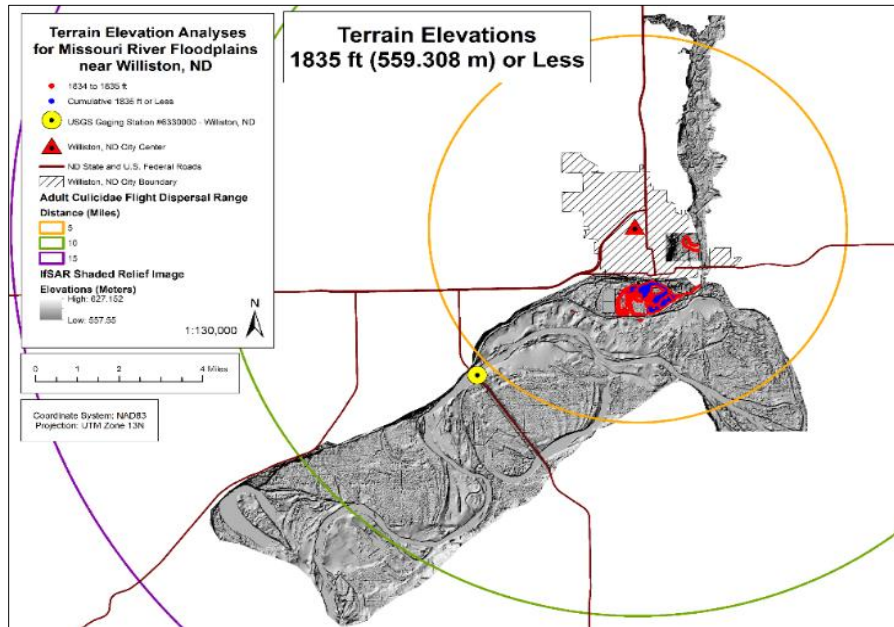 Terrain Elevation Analyses
for Missouri River Floodplains
near Williston, ND
1834 to 1835 ft
Cumulative 1835 ft or Less
USGS Gaging Station #6330000 - Williston, ND
Williston, ND City Center
ND State and U.S. Federal Roads
Williston, ND City Boundary
Adult Culicidae Flight Dispersal Range
Distance (Miles)
5
10
15
IfSAR Shaded Relief Image
Elevations (Meters)
High: 627.152
Low: 557.55
N
1:130,000
0 1 2 4 Miles
Coordinate System: NAD83
Projection: UTM Zone 13N
Terrain Elevations
1835 ft (559.308 m) or Less